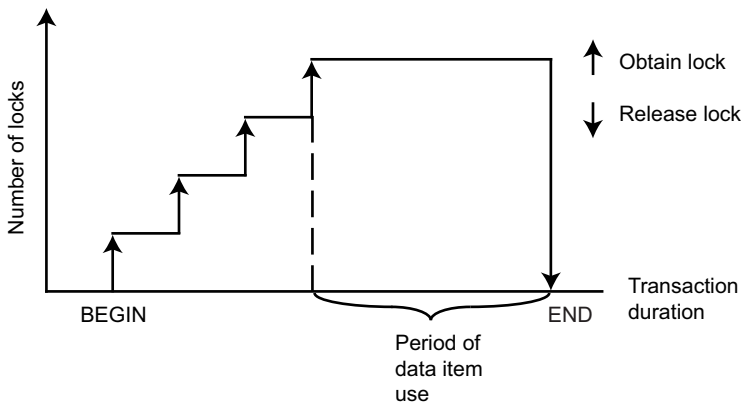 Number of locks
Obtain lock
Release lock
BEGIN
END
Transaction
duration
Period of
data item
use